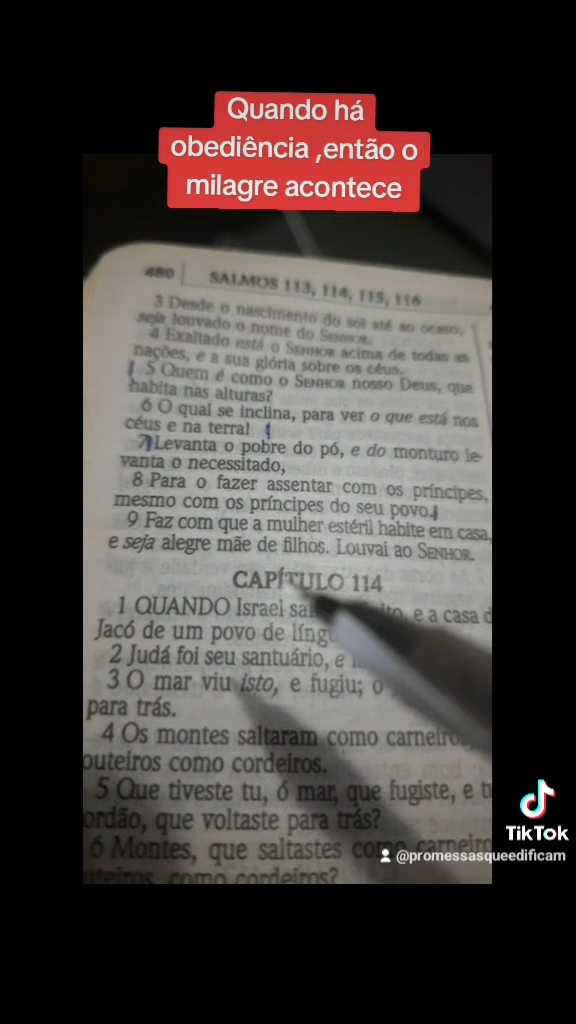 Quando há
obediência ,então o
milagre acontece
480 SALMOS 113, 114, 115, 116
3 Desde o nascimento do sol até ao ocaso,
seja louvado o nome do SENHOR.
4 Exaltado está o SENHOR acima de todas as
nações, e a sua glória sobre os céus.
5 Quem é como o SENHOR nosso Deus, que
habita nas alturas?
6 O qual se inclina, para ver o que está nos
céus e na terra!
7 Levanta o pobre do pó, e do monturo le-
vanta o necessitado,
8 Para o fazer assentar com os príncipes,
mesmo com os príncipes do seu povo.
9 Faz com que a mulher estéril habite em casa,
e seja alegre mãe de filhos. Louvai ao SENHOR.
CAPÍTULO 114
1 QUANDO Israel e a casa d
Jacó de um povo de
2 Judá foi seu santuário, e
3 O mar viu isto, e fugiu; o
para trás.
4 Os montes saltaram como
outeiros como cordeiros.
5 Que tiveste tu, ó mar, que fugiste, e
ordão, que voltaste para trás?
6 Montes, que saltastes como carneiro
uteiros, como cordeiros?
TikTok
@promessasqueedificam